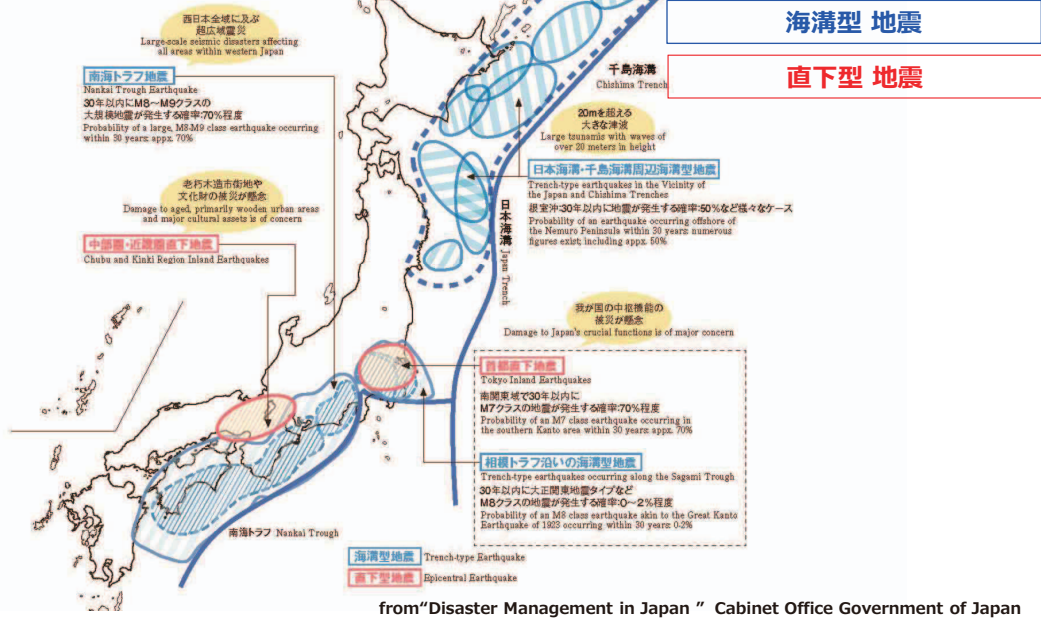 海溝型 地震
直下型 地震
西日本全域に及ぶ
超広域震災
Large-scale seismic disasters affecting
all areas within western Japan
南海トラフ地震
Nankai Trough Earthquake
30年以内にM8～M9クラスの
大規模地震が発生する確率:70%程度
Probability of a large, M8-M9 class earthquake occurring
within 30 years: appx. 70%
老朽木造市街地や
文化財の被災が懸念
Damage to aged, primarily wooden urban areas
and major cultural assets is of concern
中部圏・近畿圏直下地震
Chubu and Kinki Region Inland Earthquakes
千島海溝
Chishima Trench
20mを超える
大きな津波
Large tsunami with waves of
over 20 meters in height
日本海溝・千島海溝周辺海溝型地震
Trench-type earthquakes in the Vicinity of
the Japan and Chishima Trenches
根室沖:30年以内に地震が発生する確率:50%など様々なケース
Probability of an earthquake occurring offshore of
the Nemuro Peninsula within 30 years: numerous
figures exist; including appx. 50%
日本海溝 Japan Trench
我が国の中枢機能の
被災が懸念
Damage to Japan's crucial functions is of major concern
首都直下地震
Tokyo Inland Earthquakes
南関東域で30年以内に
M7クラスの地震が発生する確率:70%程度
Probability of an M7 class earthquake occurring in
the southern Kanto area within 30 years: appx. 70%
相模トラフ沿いの海溝型地震
Trench-type earthquakes occurring along the Sagami Trough
30年以内に大正関東地震タイプなど
M8クラスの地震が発生する確率:0～2%程度
Probability of an M8 class earthquake akin to the Great Kanto
Earthquake of 1923 occurring within 30 years: 0-2%
南海トラフ Nankai Trough
海溝型地震 Trench-type Earthquake
直下型地震 Epicentral Earthquake
from“Disaster Management in Japan ” Cabinet Office Government of Japan